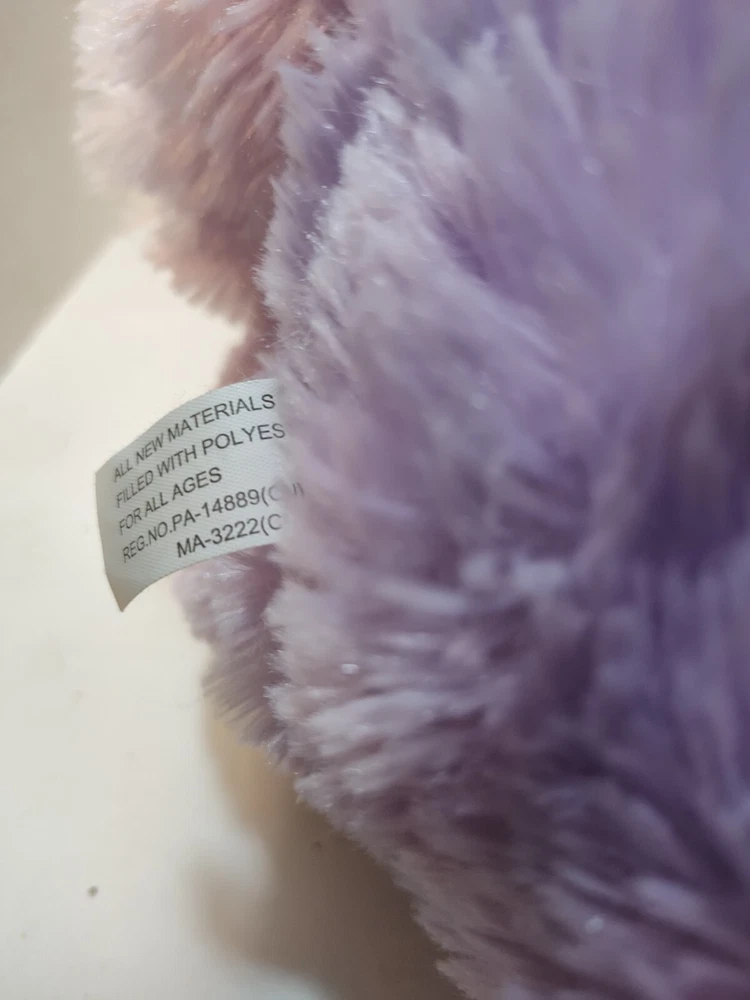 ALL NEW MATERIALS
FILLED WITH POLYES
FOR ALL AGES
REG.NO.PA-14889(C
MA-3222(C